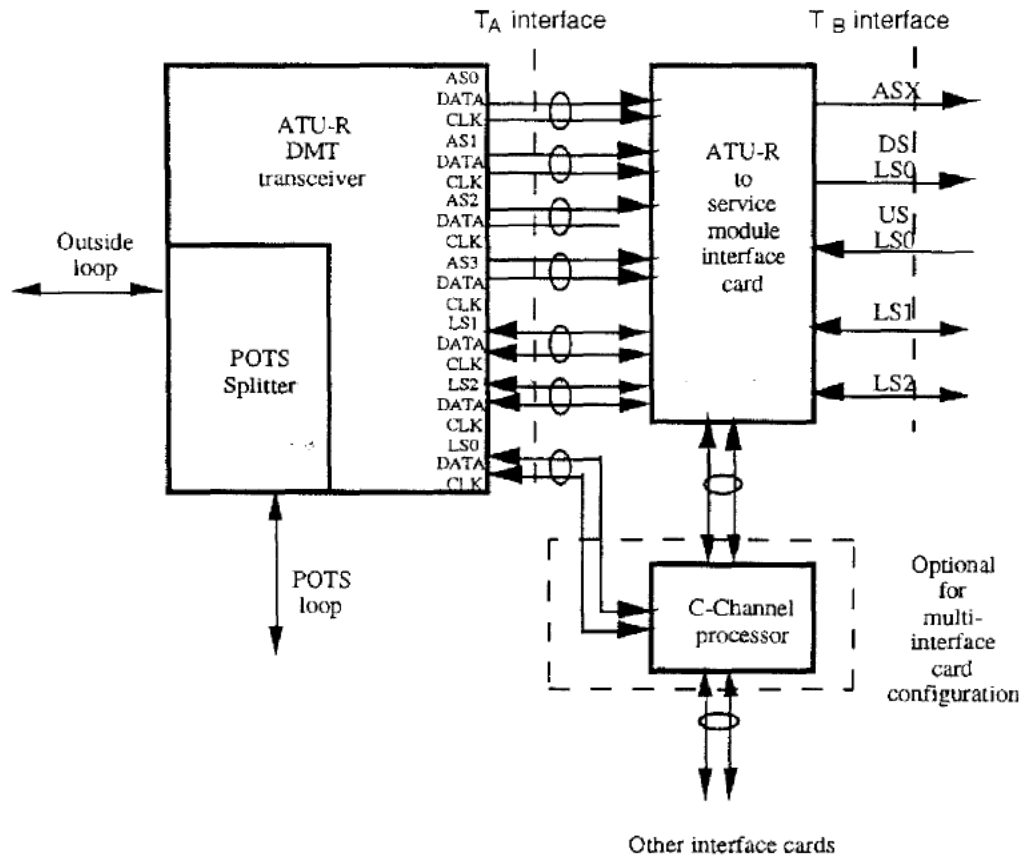 TA interface
T B interface
AS0
DATA
CLK
AS1
DATA
CLK
AS2
DATA
CLK
AS3
DATA
CLK
LS1
DATA
CLK
LS2
DATA
CLK
LS0
DATA
CLK
ATU-R
DMT
transceiver
Outside
loop
POTS
Splitter
POTS
loop
ATU-R
to
service
module
interface
card
ASX
DS
LS0
US
LS0
LS1
LS2
C-Channel
processor
Optional
for
multi-
interface
card
configuration
Other interface cards